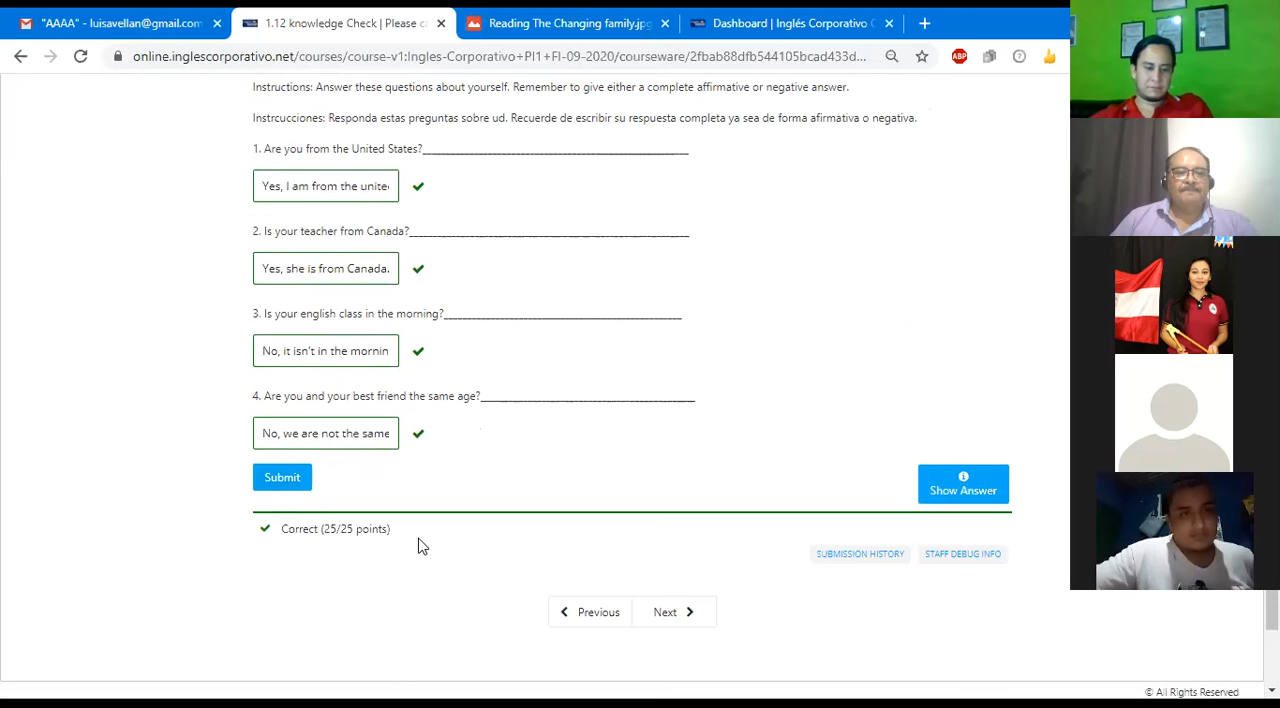 "AAAA" - luisavellan@gmail.com
1.12 knowledge Check | Please c
Reading The Changing family.jpg
Dashboard | Inglés Corporativo
online.inglescorporativo.net/courses/course-v1:Ingles-Corporativo+PI1+FI-09-2020/courseware/2fbab88dfb544105bcad433d...
ABP
Instructions: Answer these questions about yourself. Remember to give either a complete affirmative or negative answer.
Instrcucciones: Responda estas preguntas sobre ud. Recuerde de escribir su respuesta completa ya sea de forma afirmativa o negativa.
1. Are you from the United States?
Yes, I am from the unite
2. Is your teacher from Canada?
Yes, she is from Canada.
3. Is your english class in the morning?
No, it isn't in the mornin
4. Are you and your best friend the same age?
No, we are not the same
Submit
Show Answer
Correct (25/25 points)
SUBMISSION HISTORY
STAFF DEBUG INFO
Previous
Next
© All Rights Reserved